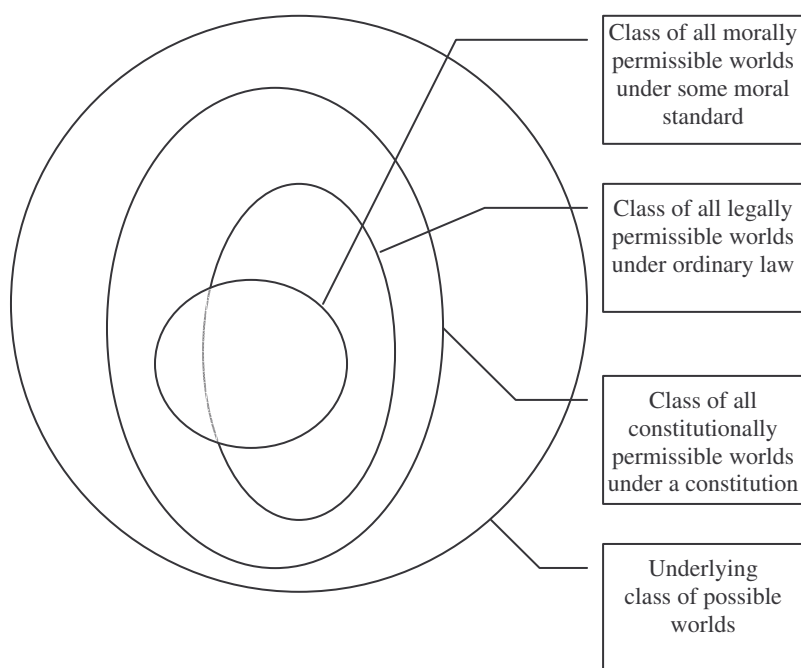 Class of all morally
permissible worlds
under some moral
standard
Class of all legally
permissible worlds
under ordinary law
Class of all
constitutionally
permissible worlds
under a constitution
Underlying
class of possible
worlds